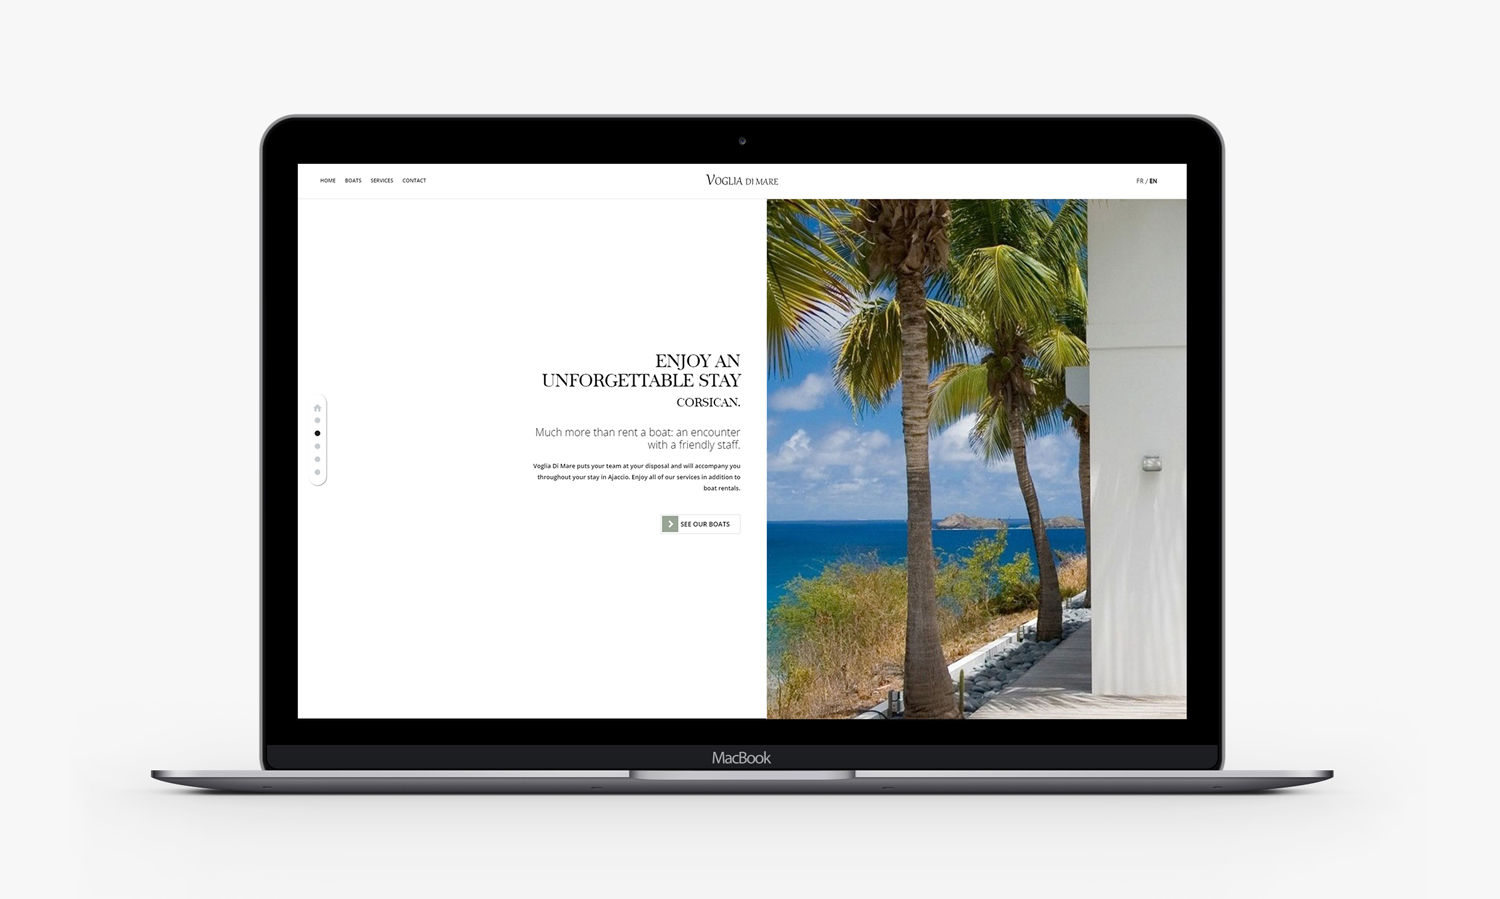 HOME BOATS SERVICES CONTACT
VOGLIA DI MARE
FR / EN
ENJOY AN
UNFORGETTABLE STAY
CORSICAN.
Much more than rent a boat: an encounter
with a friendly staff.
Voglia Di Mare puts your team at your disposal and will accompany you
throughout your stay in Ajaccio. Enjoy all of our services in addition to
boat rentals.
SEE OUR BOATS
MacBook